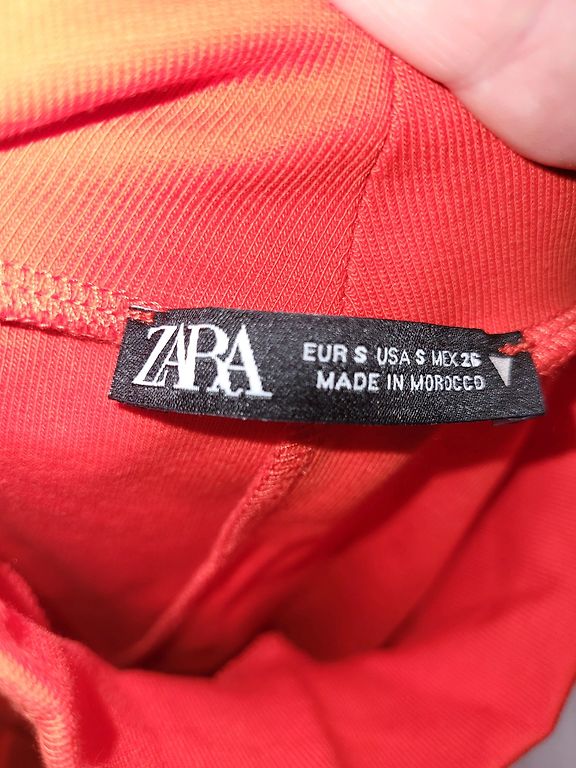 ZARA
EUR S USA S MEX 26
MADE IN MOROCCO